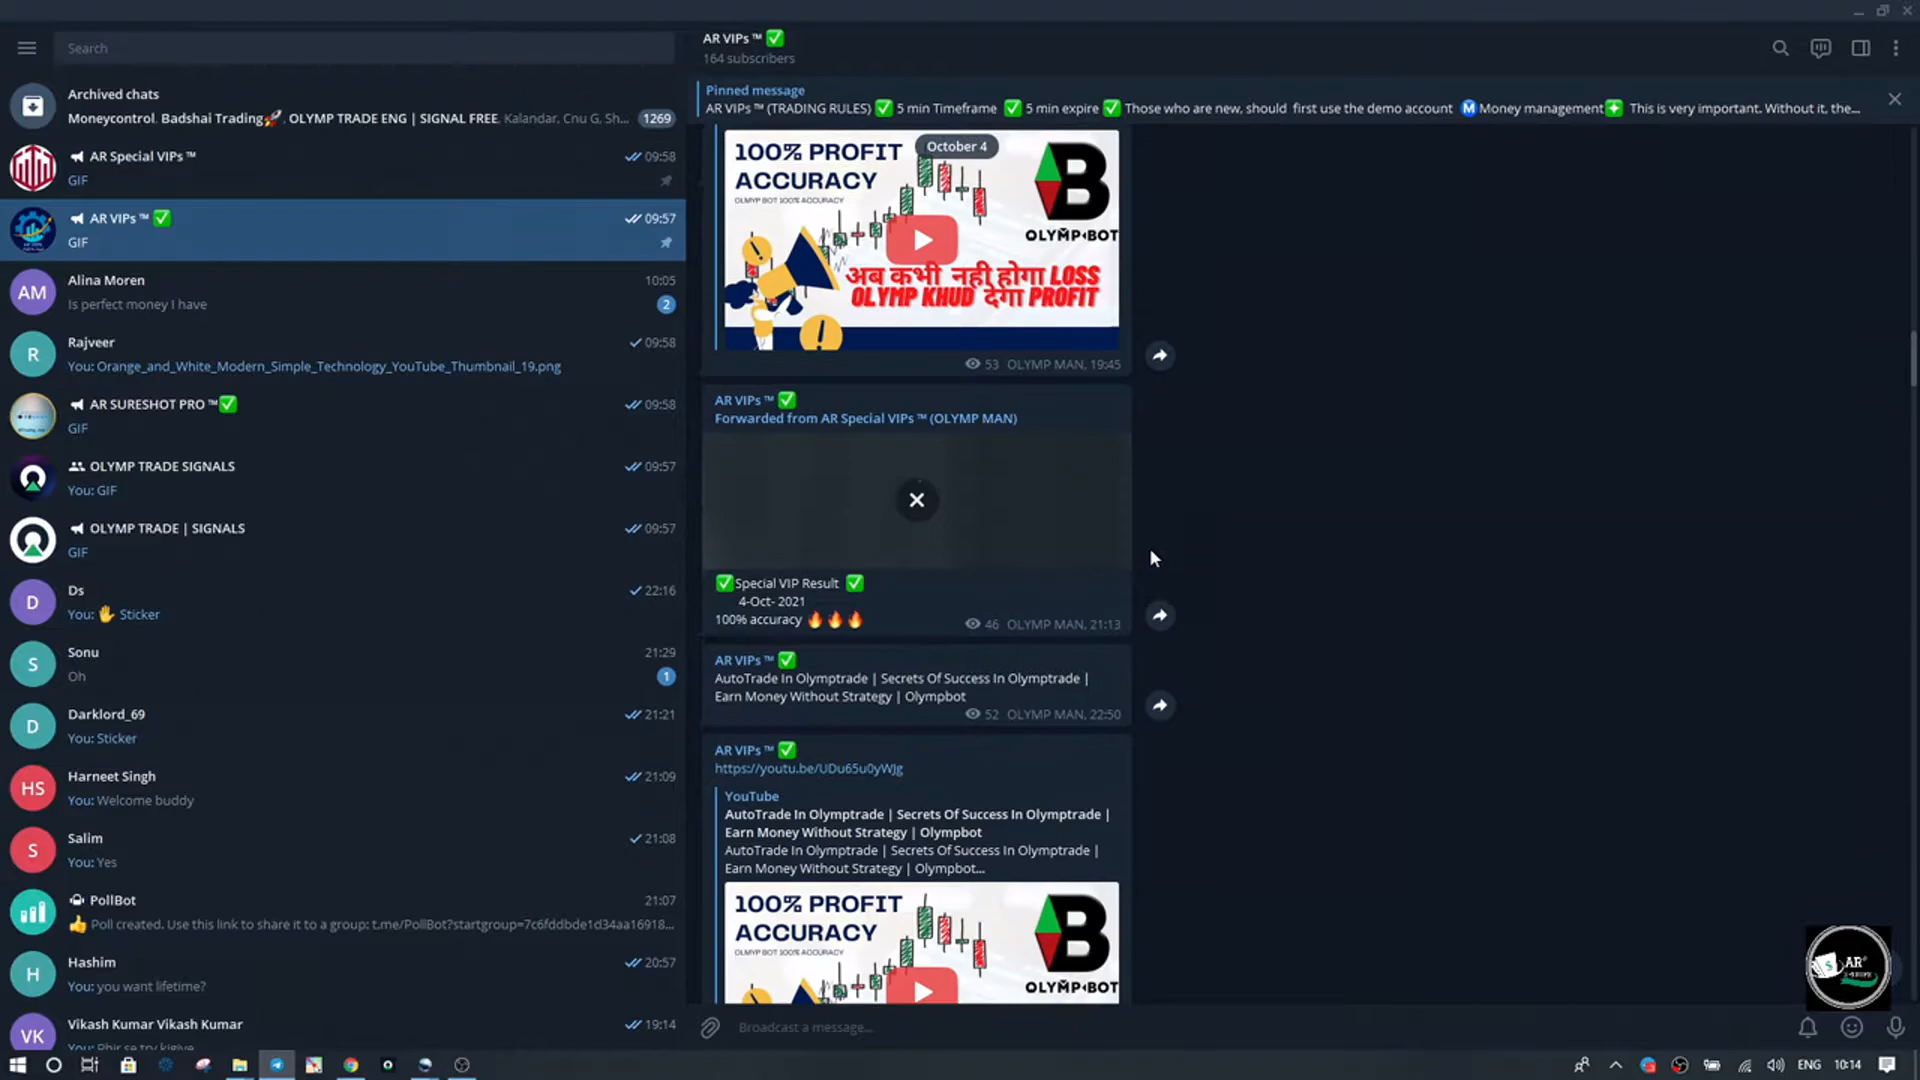 Search
Archived chats
Moneycontrol, Badshai Trading🚀, OLYMP TRADE ENG | SIGNAL FREE, Kalandar, Cnu G, Sh...
1269
AR Special VIPs ™
09:58
GIF
AR VIPs ™ ✅
09:57
GIF
AM
Alina Moren
10:05
Is perfect money I have
2
R
Rajveer
09:58
You: Orange_and_White_Modern_Simple_Technology_YouTube_Thumbnail_19.png
AR SURESHOT PRO ™✅
09:58
GIF
OLYMP TRADE SIGNALS
09:57
You: GIF
OLYMP TRADE | SIGNALS
09:57
GIF
D
Ds
22:16
You: 🖐 Sticker
S
Sonu
21:29
Oh
1
D
Darklord_69
21:21
You: Sticker
HS
Harneet Singh
21:09
You: Welcome buddy
S
Salim
21:08
You: Yes
PollBot
21:07
👍 Poll created. Use this link to share it to a group: t.me/PollBot?startgroup=7c6fddbde1d34aa16918...
H
Hashim
20:57
You: you want lifetime?
VK
Vikash Kumar Vikash Kumar
19:14
You: Phir se try kigiye
AR VIPs ™ ✅
164 subscribers
Pinned message
AR VIPs ™ (TRADING RULES) ✅ 5 min Timeframe ✅ 5 min expire ✅ Those who are new, should first use the demo account Ⓜ Money management ❇ This is very important. Without it, the...
October 4
100% PROFIT
ACCURACY
OLYMP BOT 100% ACCURACY
B
OLYMP BOT
अब कभी नही होगा LOSS
OLYMP KHUD देगा PROFIT
53 OLYMP MAN, 19:45
AR VIPs ™ ✅
Forwarded from AR Special VIPs ™ (OLYMP MAN)
✅Special VIP Result ✅
4-Oct- 2021
100% accuracy 🔥🔥🔥
46 OLYMP MAN, 21:13
AR VIPs ™ ✅
AutoTrade In Olymptrade | Secrets Of Success In Olymptrade |
Earn Money Without Strategy | Olympbot
52 OLYMP MAN, 22:50
AR VIPs ™ ✅
https://youtu.be/UDu65u0yWJg
YouTube
AutoTrade In Olymptrade | Secrets Of Success In Olymptrade |
Earn Money Without Strategy | Olympbot
AutoTrade In Olymptrade | Secrets Of Success In Olymptrade |
Earn Money Without Strategy | Olympbot...
100% PROFIT
ACCURACY
OLMYP BOT 100% ACCURACY
B
OLYMP BOT
AR
Broadcast a message...
ENG
10:14